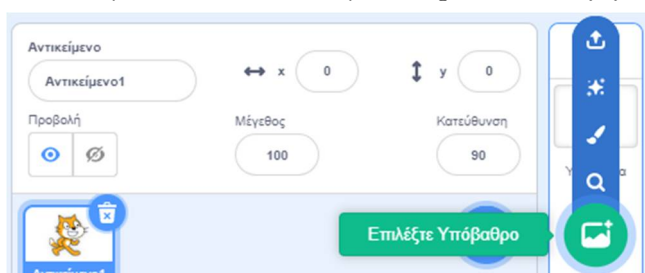 Αντικείμενο
Αντικείμενο1
x 0
y 0
Προβολή
Μέγεθος
Κατεύθυνση
100
90
Επιλέξτε Υπόβαθρο